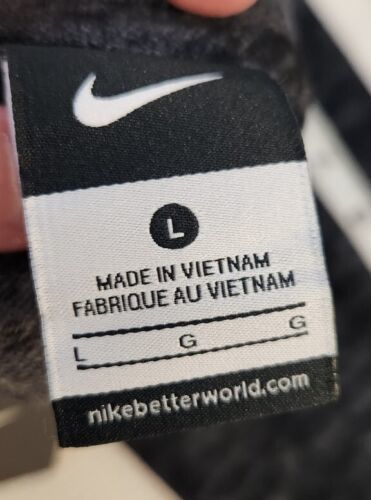 L
MADE IN VIETNAM
FABRIQUE AU VIETNAM
L G G
nikebetterworld.com